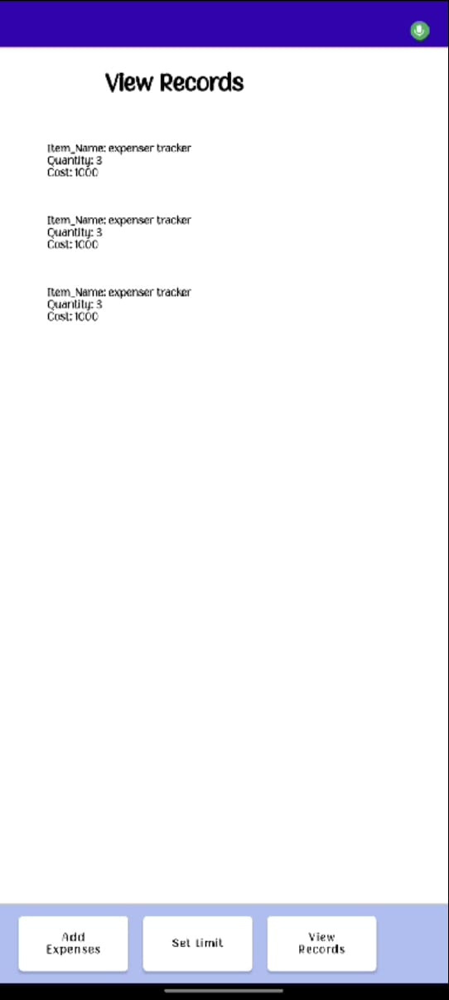 View Records
Item_Name: expenser tracker
Quantity: 3
Cost: 1000
Item_Name: expenser tracker
Quantity: 3
Cost: 1000
Item_Name: expenser tracker
Quantity: 3
Cost: 1000
Add
Expenses
Set Limit
View
Records